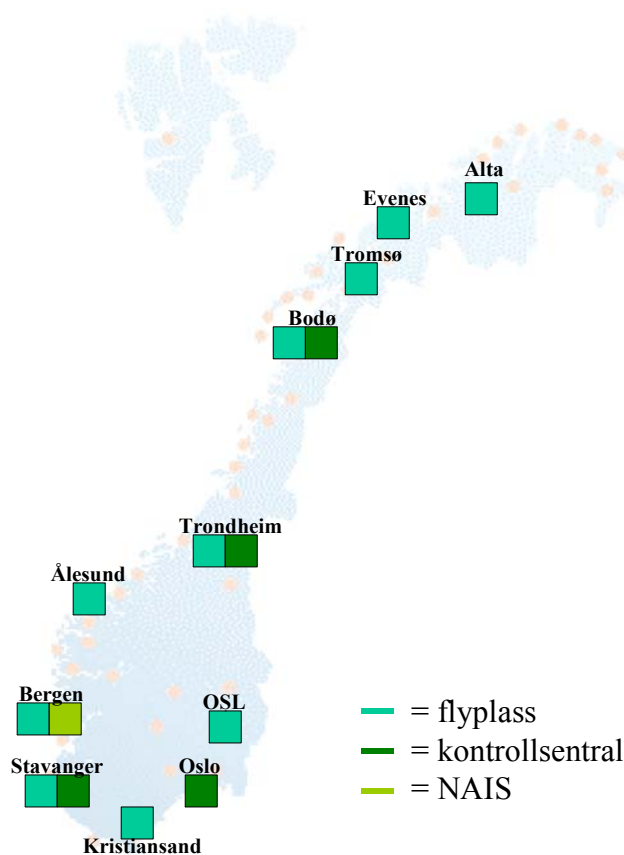 Alta
Evenes
Tromsø
Bodø
Trondheim
Ålesund
Bergen
OSL
Stavanger
Oslo
Kristiansand
= flyplass
= kontrollsentral
= NAIS